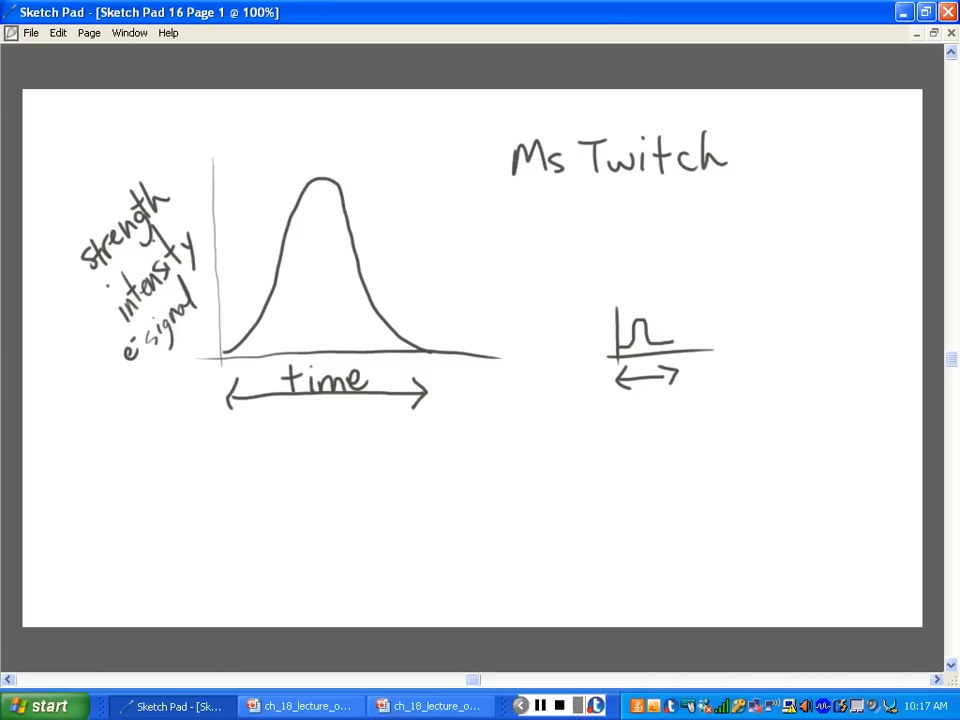 Sketch Pad - [Sketch Pad 16 Page 1 @ 100%]
File Edit Page Window Help
Ms Twitch
strength
intensity
e- signal
time
start
Sketch Pad - [Sk...
ch_18_lecture_o...
ch_18_lecture_o...
10:17 AM